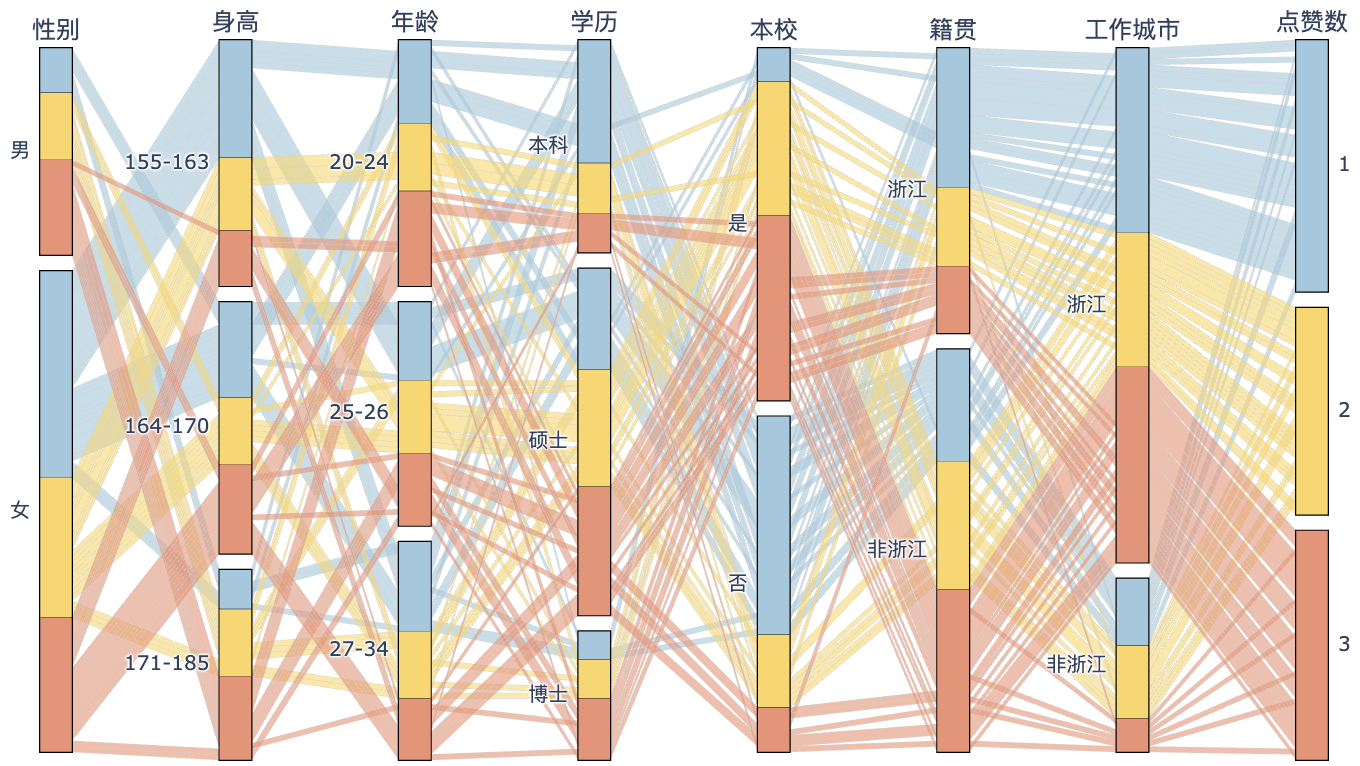 性别
身高
年龄
学历
本校
籍贯
工作城市
点赞数
男
女
155-163
164-170
171-185
20-24
25-26
27-34
本科
硕士
博士
是
否
浙江
非浙江
浙江
非浙江
1
2
3